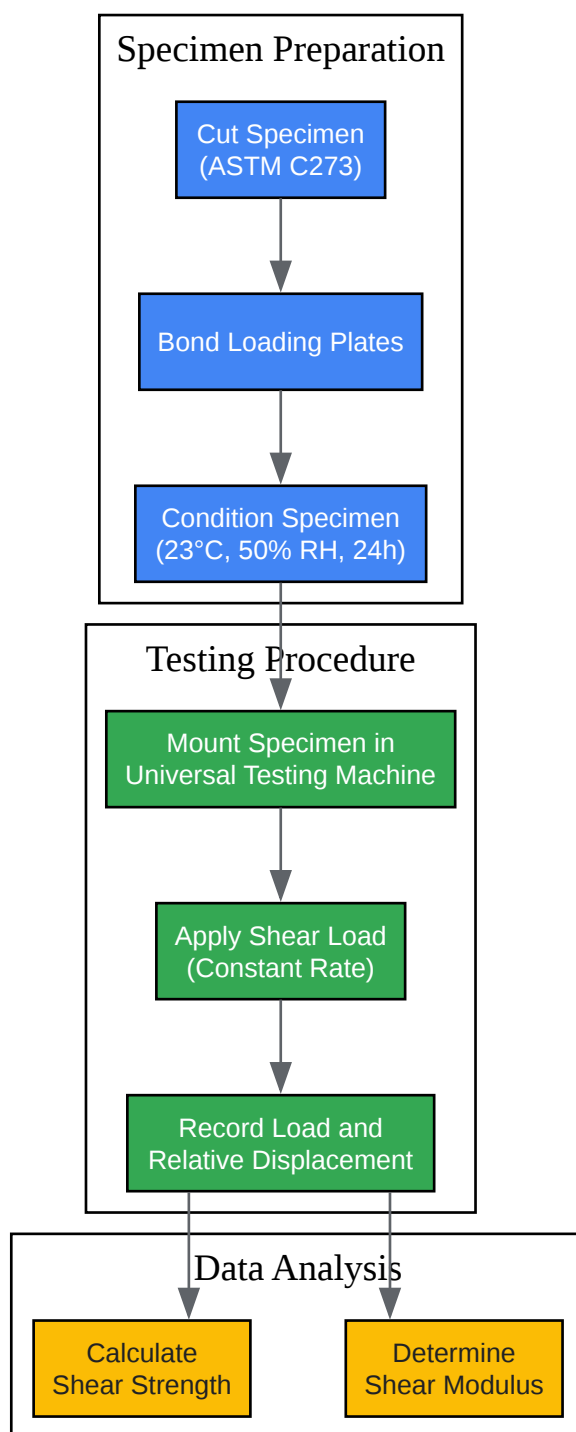 Specimen Preparation
Cut Specimen
(ASTM C273)
Bond Loading Plates
Condition Specimen
(23°C, 50% RH, 24h)
Testing Procedure
Mount Specimen in
Universal Testing Machine
Apply Shear Load
(Constant Rate)
Record Load and
Relative Displacement
Data Analysis
Calculate
Shear Strength
Determine
Shear Modulus